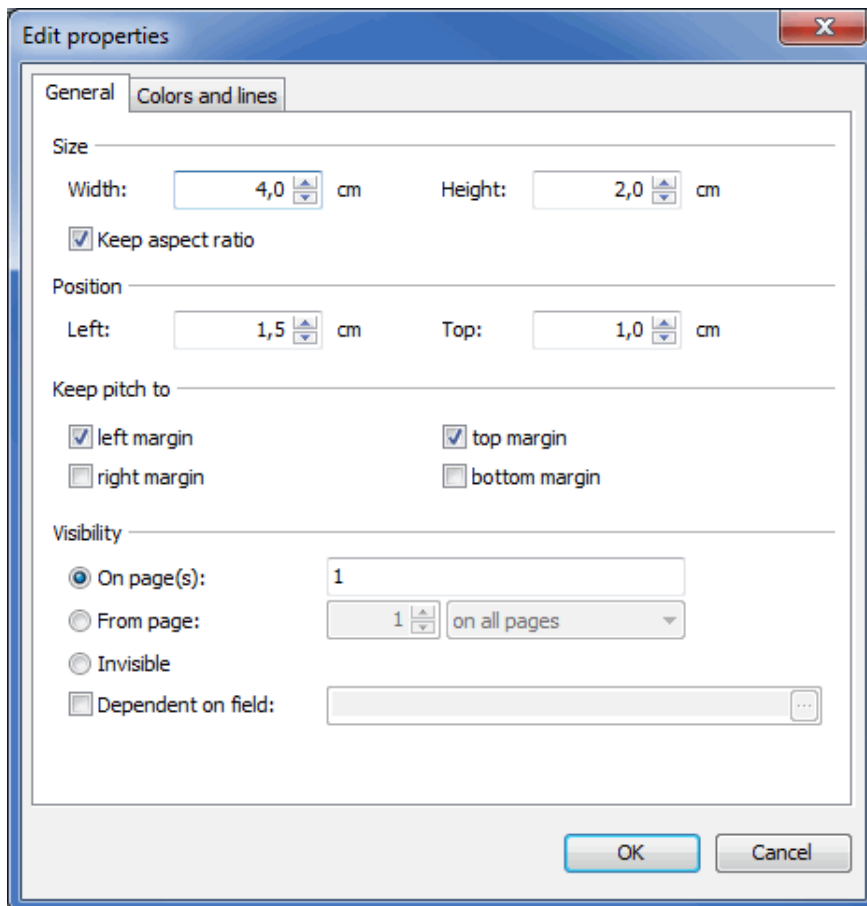 Edit properties
General Colors and lines
Size
Width: 4,0 cm Height: 2,0 cm
Keep aspect ratio
Position
Left: 1,5 cm Top: 1,0 cm
Keep pitch to
left margin top margin
right margin bottom margin
Visibility
On page(s): 1
From page: 1 on all pages
Invisible
Dependent on field: ...
OK Cancel